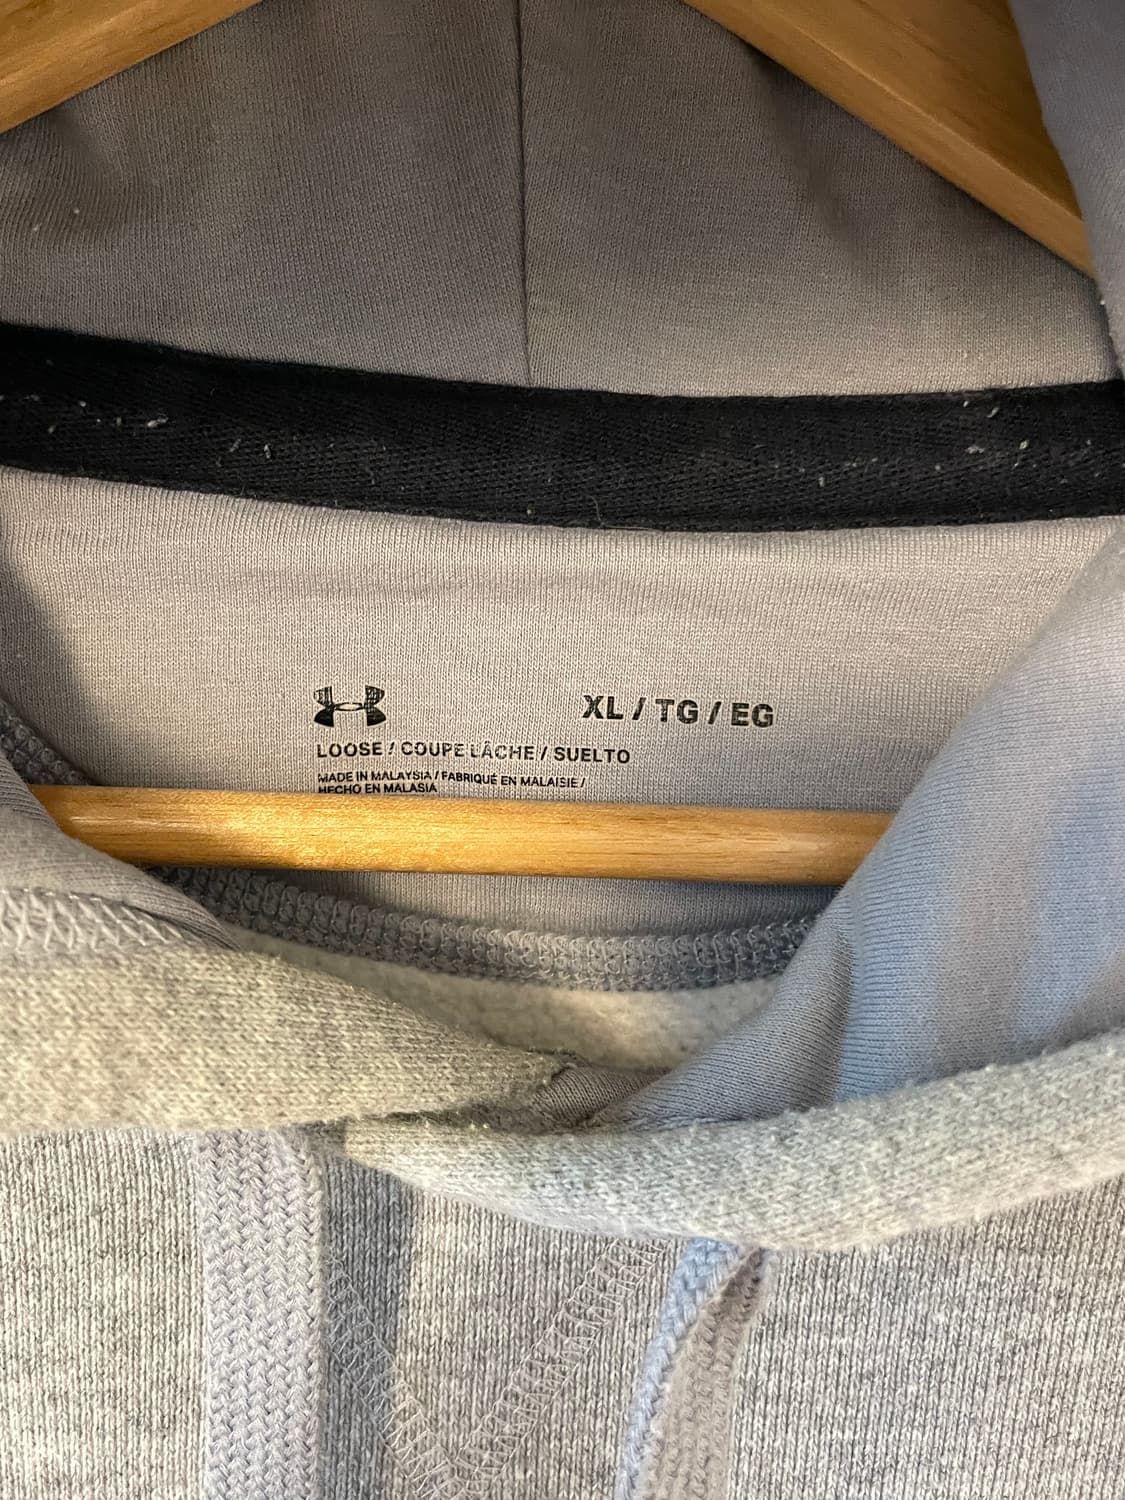 XL / TG / EG
LOOSE / COUPE LÂCHE / SUELTO
MADE IN MALAYSIA / FABRIQUÉ EN MALAISIE /
HECHO EN MALASIA